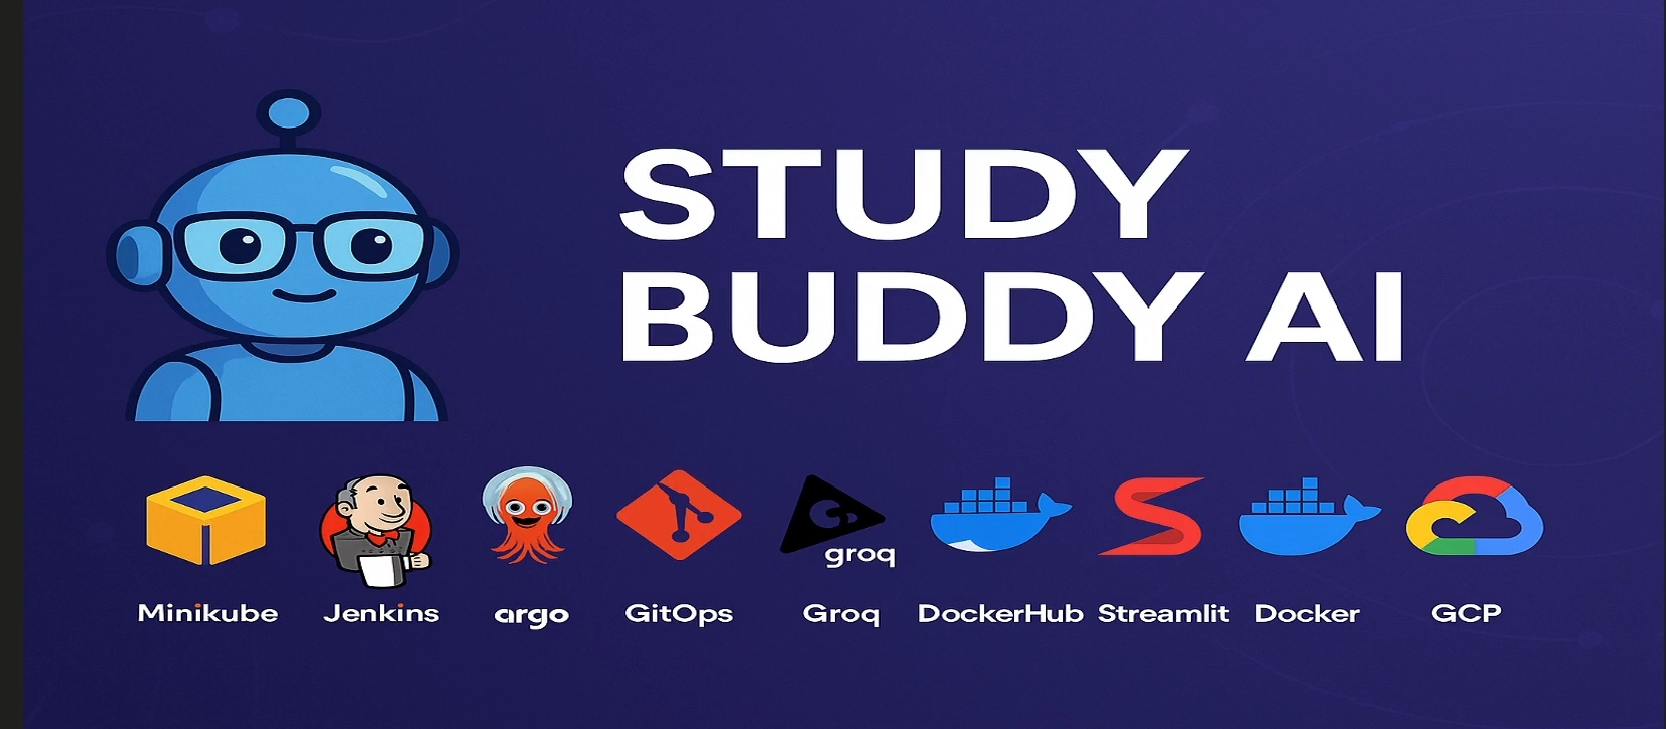 STUDY
BUDDY AI
groq
Minikube Jenkins argo GitOps Groq DockerHub Streamlit Docker GCP